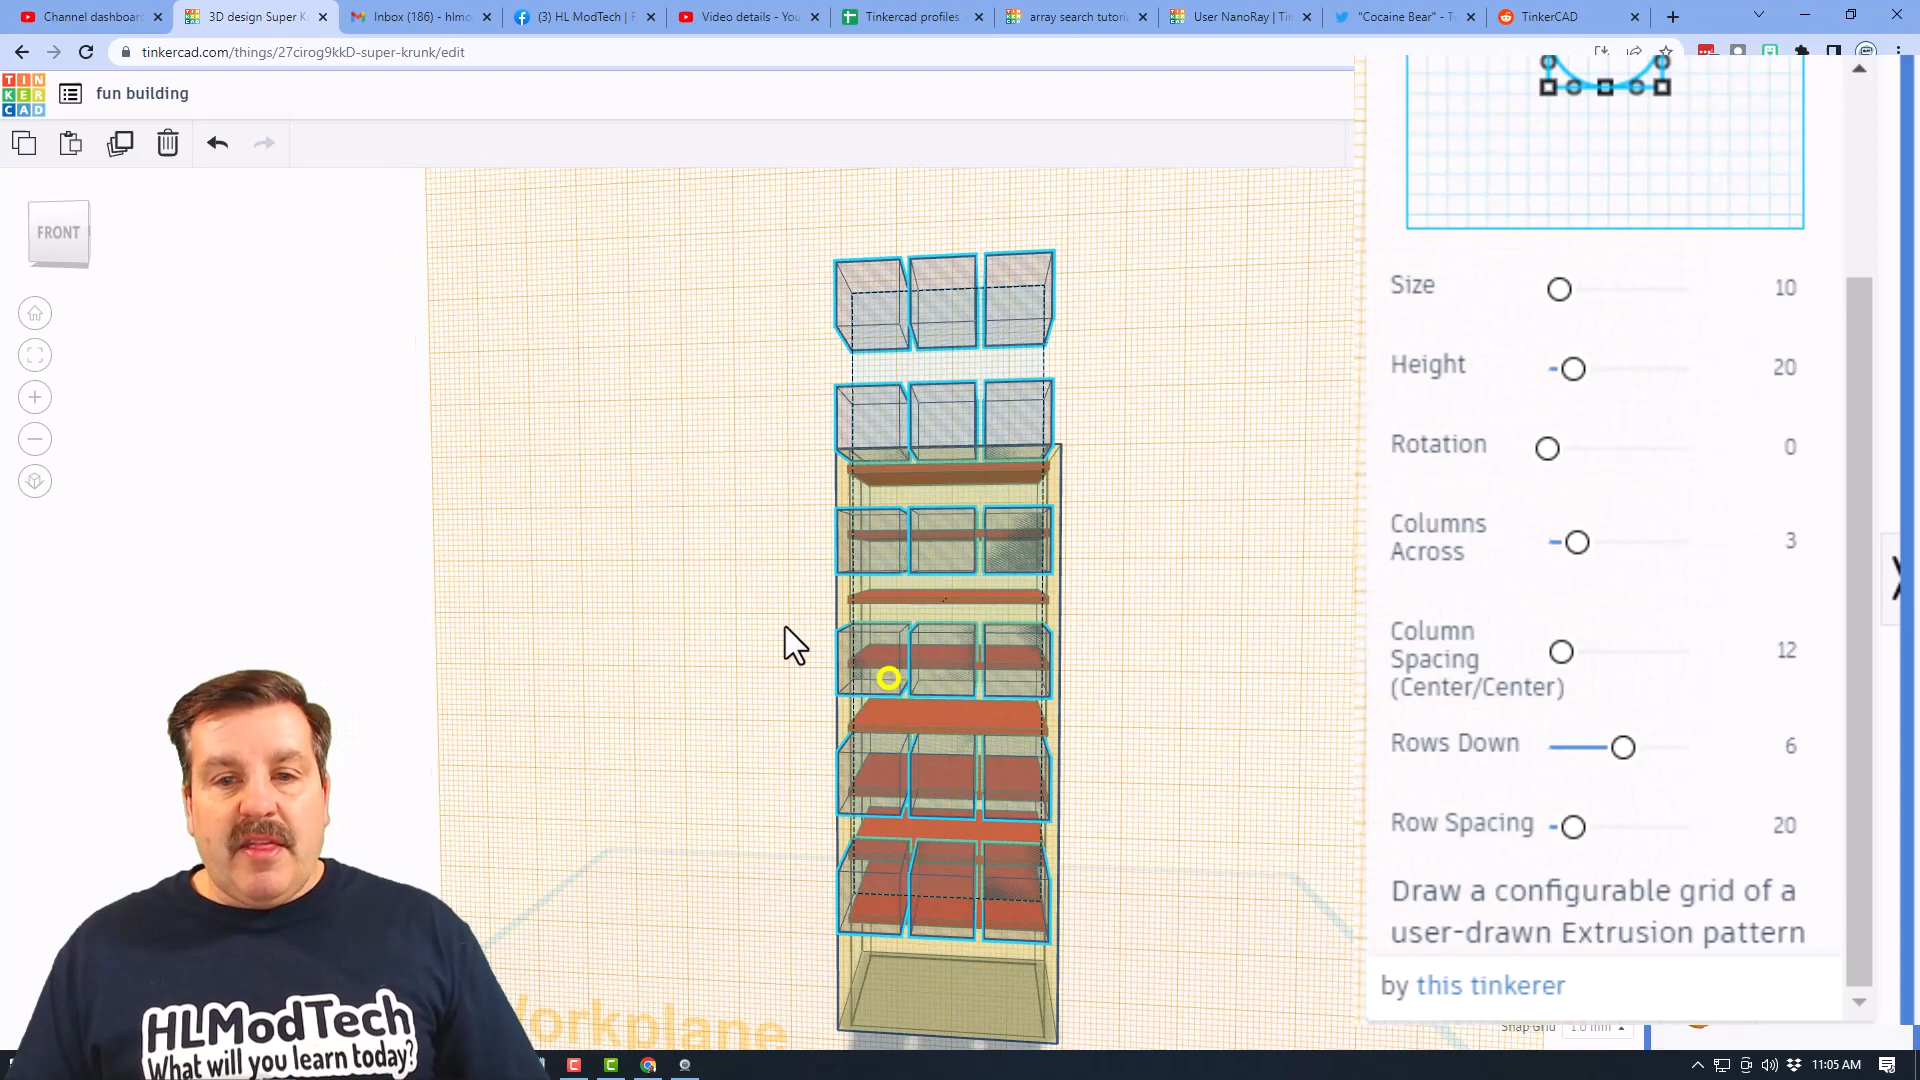 Channel dashboard
3D design Super K
Inbox (186) - hlmo
(3) HL ModTech | F
Video details - You
Tinkercad profiles
array search tutori
User NanoRay | Ti
"Cocaine Bear" - T
TinkerCAD
tinkercad.com/things/27cirog9kkD-super-krunk/edit
TIN
KER
CAD
fun building
FRONT
Size 10
Height 20
Rotation 0
Columns Across 3
Column Spacing (Center/Center) 12
Rows Down 6
Row Spacing 20
Draw a configurable grid of a
user-drawn Extrusion pattern
by this tinkerer
Snap Grid 1.0 mm
Workplane
HLModTech
What will you learn today?
11:05 AM